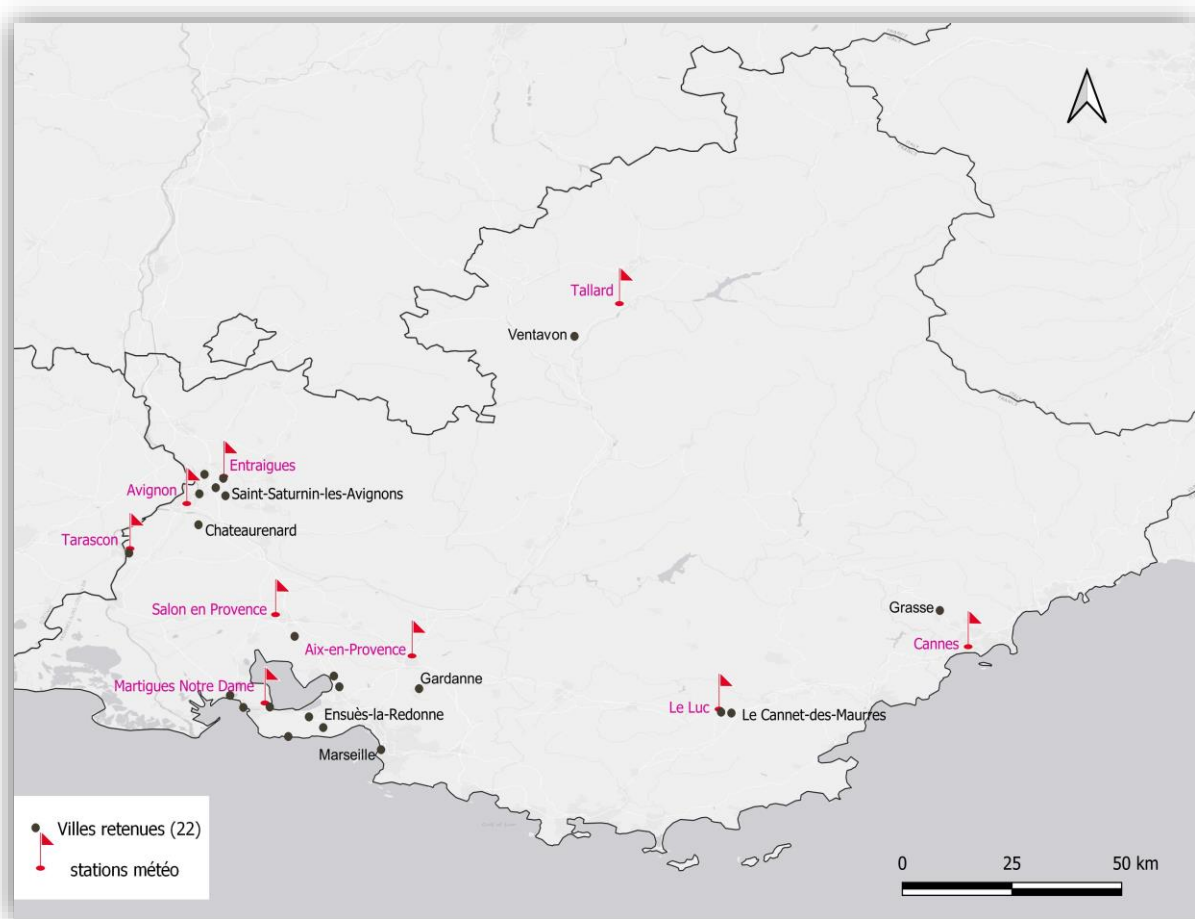 Tallard
Ventavon
Entraigues
Avignon
Saint-Saturnin-les-Avignons
Chateaurenard
Tarascon
Salon en Provence
Grasse
Aix-en-Provence
Cannes
Martigues Notre Dame
Gardanne
Le Luc
Ensuès-la-Redonne
Le Cannet-des-Maurres
Marseille
Villes retenues (22)
stations météo
0 25 50 km